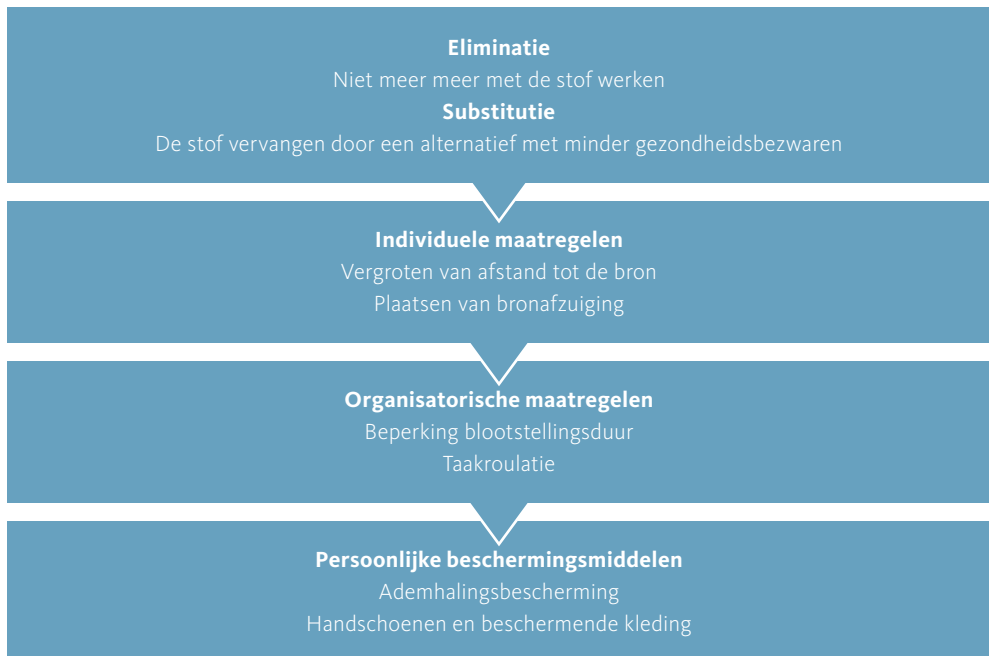 Eliminatie
Niet meer meer met de stof werken
Substitutie
De stof vervangen door een alternatief met minder gezondheidsbezwaren
Individuele maatregelen
Vergroten van afstand tot de bron
Plaatsen van bronafzuiging
Organisatorische maatregelen
Beperking blootstellingsduur
Taakroulatie
Persoonlijke beschermingsmiddelen
Ademhalingsbescherming
Handschoenen en beschermende kleding